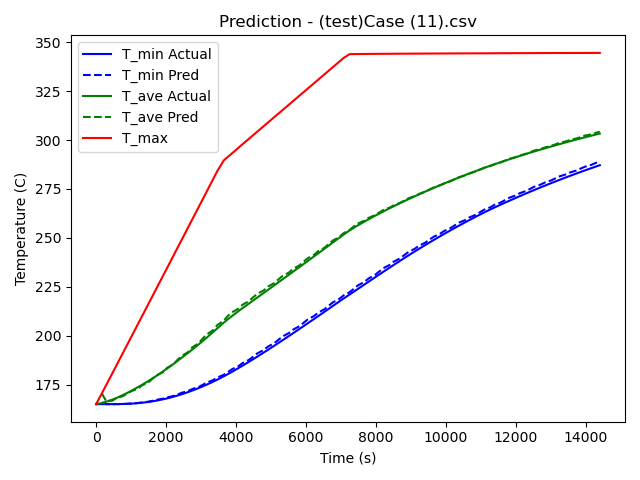 Prediction - (test)Case (11).csv
T_min Actual
T_min Pred
T_ave Actual
T_ave Pred
T_max
Temperature (C)
350
325
300
275
250
225
200
175
0 2000 4000 6000 8000 10000 12000 14000
Time (s)